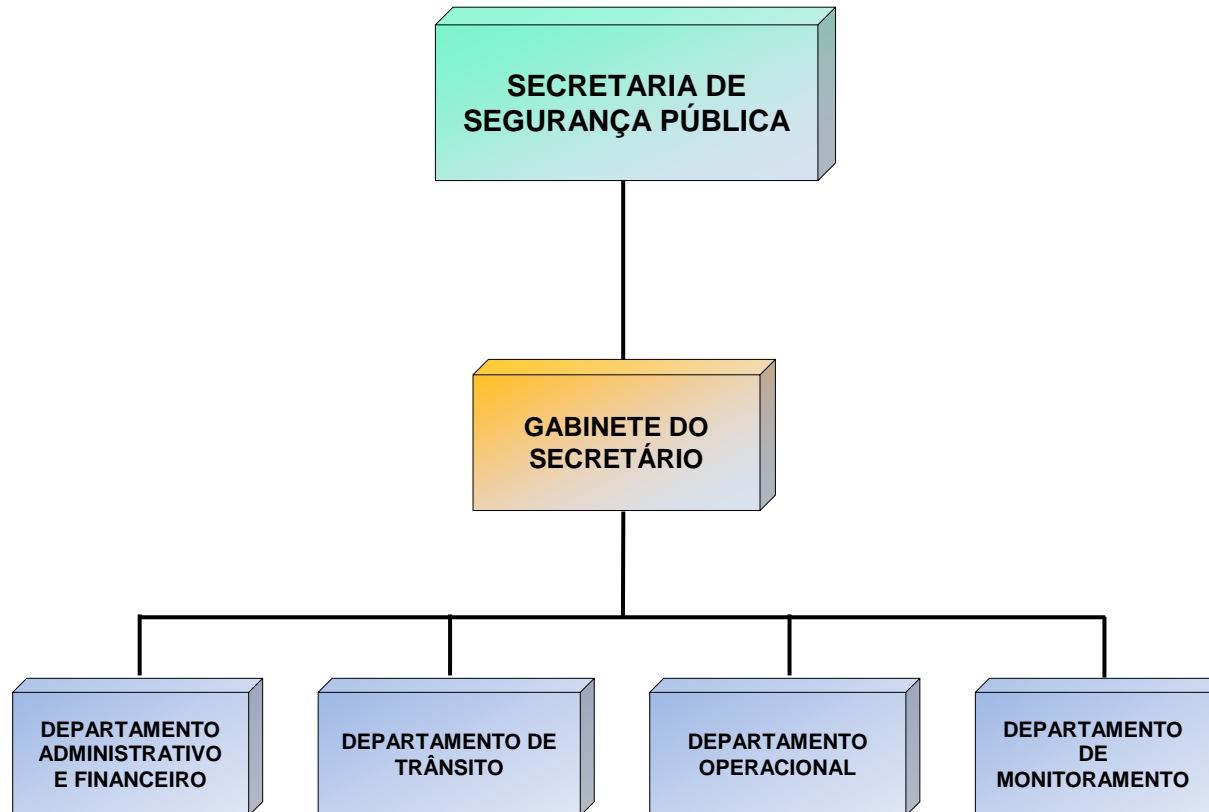 SECRETARIA DE
SEGURANÇA PÚBLICA
GABINETE DO
SECRETÁRIO
DEPARTAMENTO
ADMINISTRATIVO
E FINANCEIRO
DEPARTAMENTO DE
TRÂNSITO
DEPARTAMENTO
OPERACIONAL
DEPARTAMENTO
DE
MONITORAMENTO